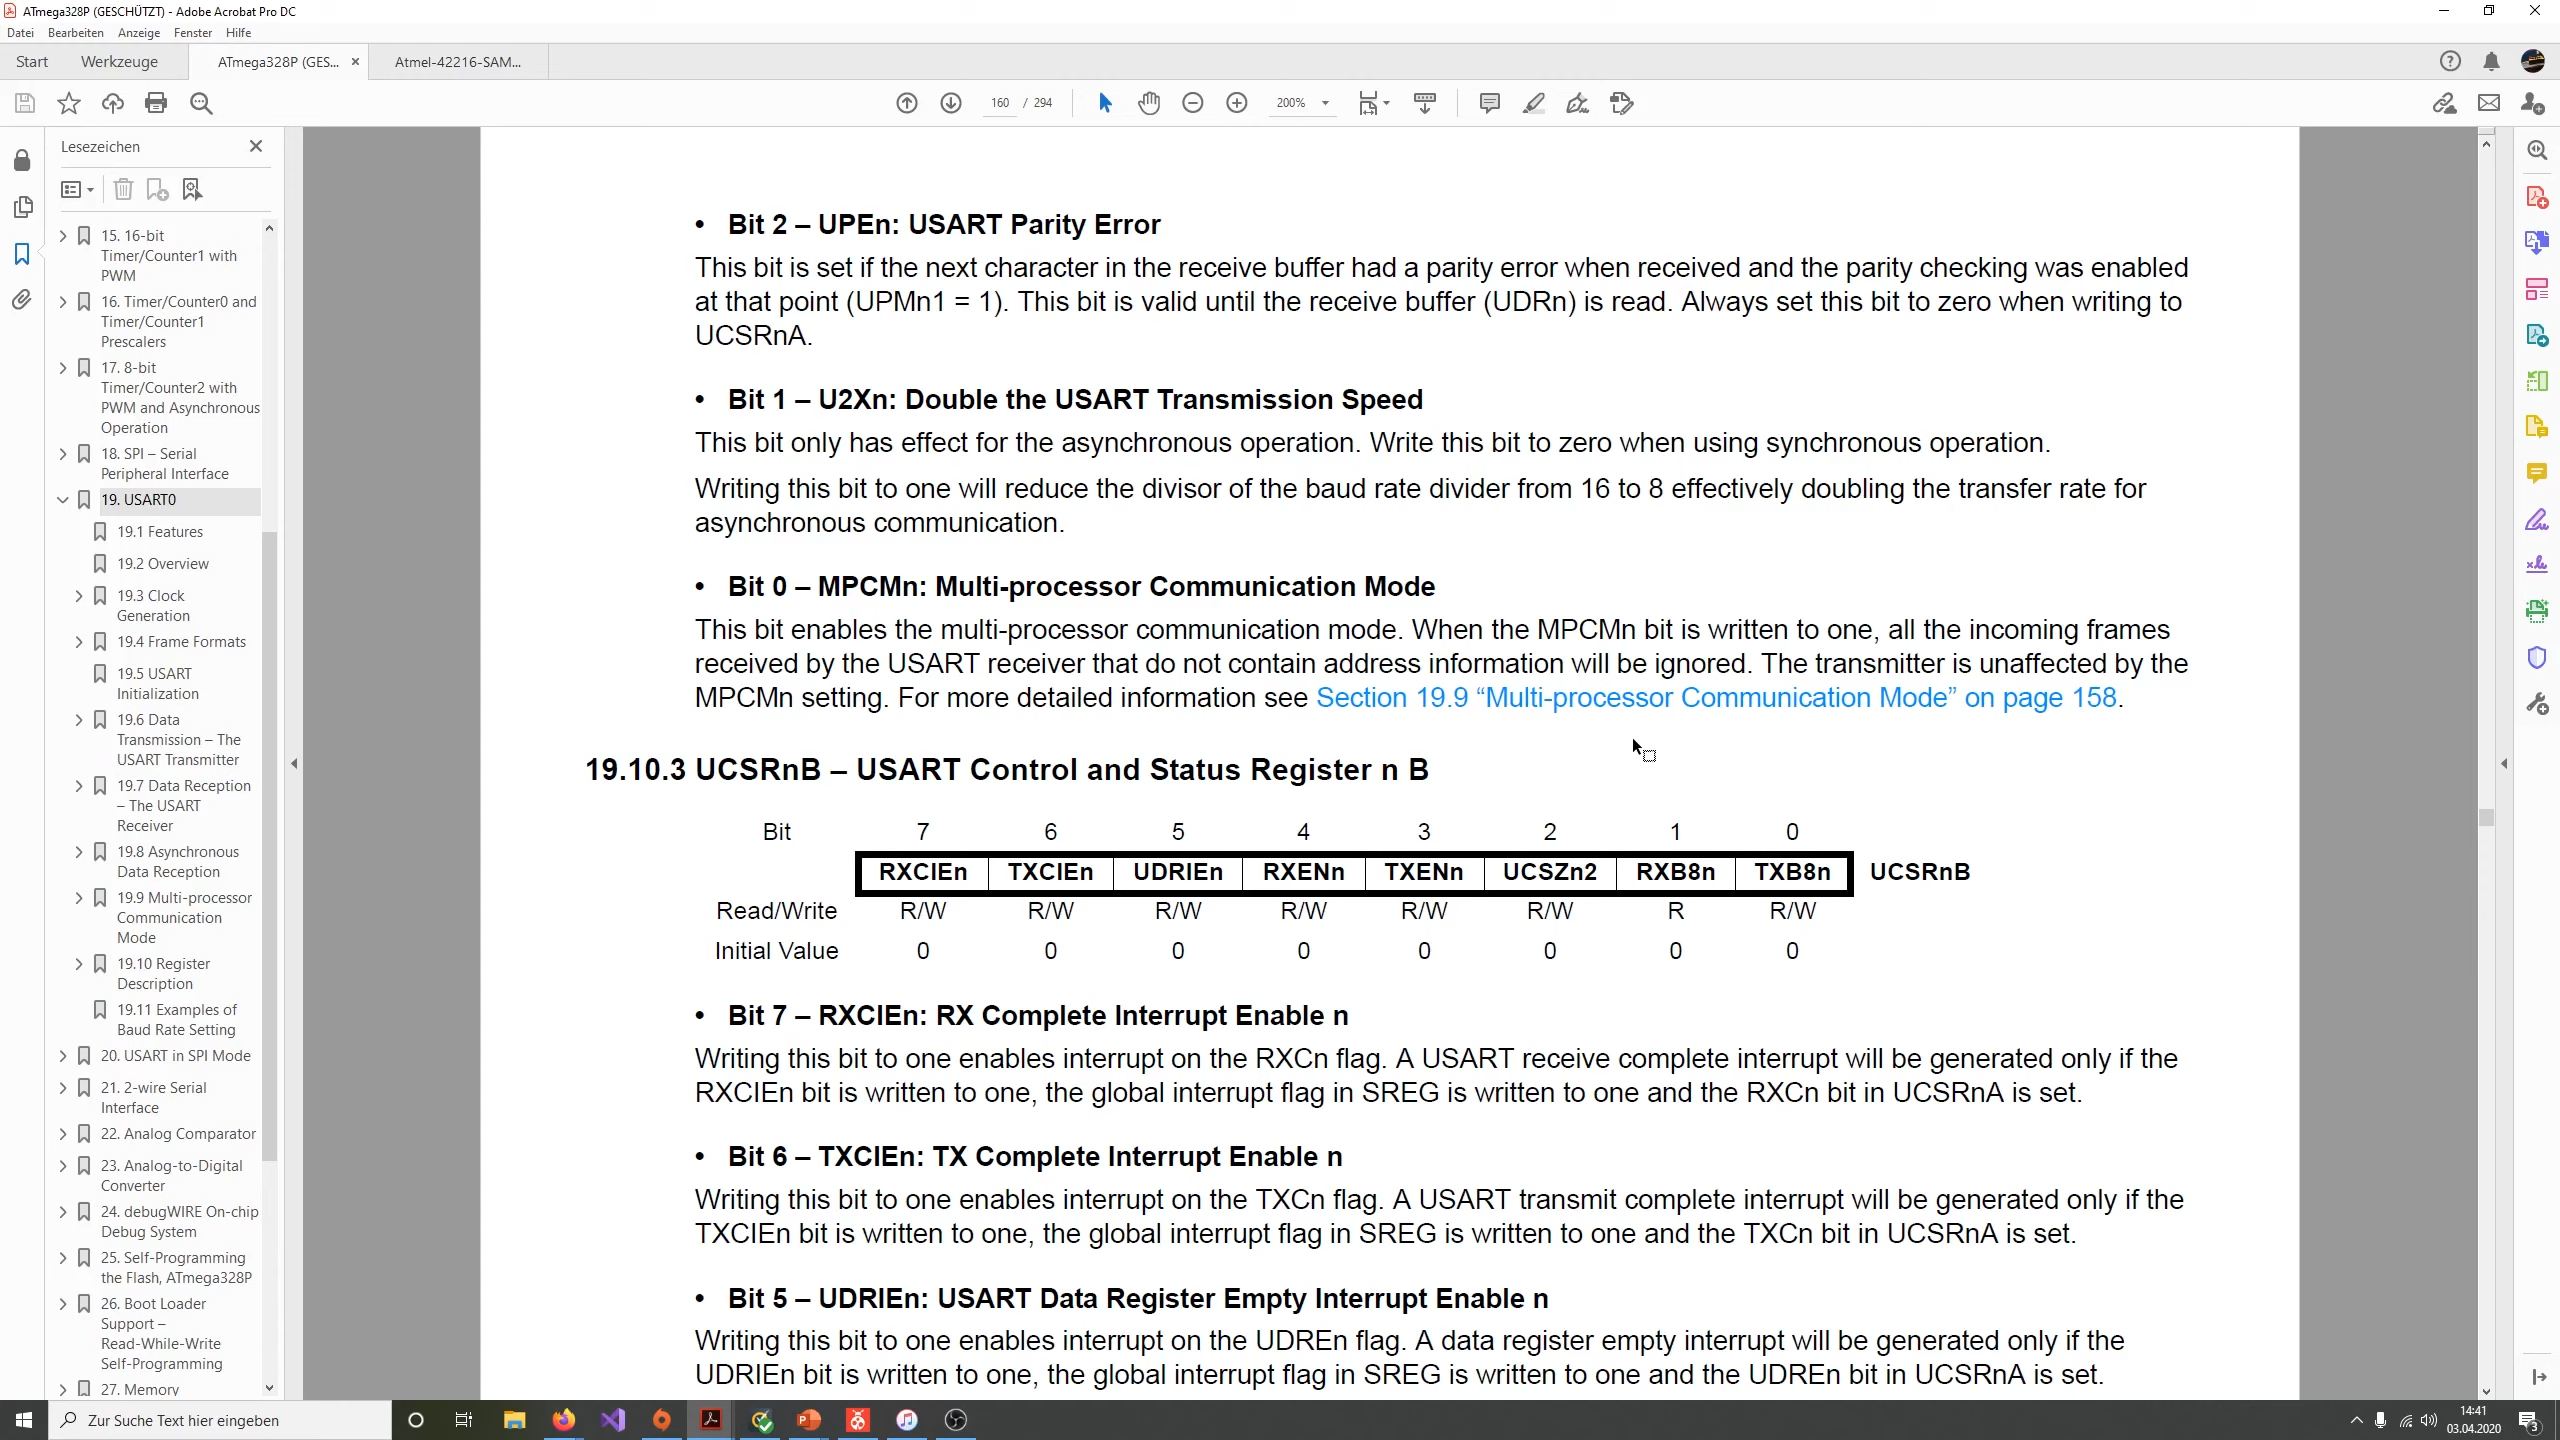 ATmega328P (GESCHÜTZT) - Adobe Acrobat Pro DC
Datei Bearbeiten Anzeige Fenster Hilfe
Start Werkzeuge ATmega328P (GES... × Atmel-42216-SAM...
160 / 294 200%
Lesezeichen
15. 16-bit
Timer/Counter1 with
PWM
16. Timer/Counter0 and
Timer/Counter1
Prescalers
17. 8-bit
Timer/Counter2 with
PWM and Asynchronous
Operation
18. SPI – Serial
Peripheral Interface
19. USART0
19.1 Features
19.2 Overview
19.3 Clock
Generation
19.4 Frame Formats
19.5 USART
Initialization
19.6 Data
Transmission – The
USART Transmitter
19.7 Data Reception
– The USART
Receiver
19.8 Asynchronous
Data Reception
19.9 Multi-processor
Communication
Mode
19.10 Register
Description
19.11 Examples of
Baud Rate Setting
20. USART in SPI Mode
21. 2-wire Serial
Interface
22. Analog Comparator
23. Analog-to-Digital
Converter
24. debugWIRE On-chip
Debug System
25. Self-Programming
the Flash, ATmega328P
26. Boot Loader
Support –
Read-While-Write
Self-Programming
27. Memory
• Bit 2 – UPEn: USART Parity Error
This bit is set if the next character in the receive buffer had a parity error when received and the parity checking was enabled
at that point (UPMn1 = 1). This bit is valid until the receive buffer (UDRn) is read. Always set this bit to zero when writing to
UCSRnA.
• Bit 1 – U2Xn: Double the USART Transmission Speed
This bit only has effect for the asynchronous operation. Write this bit to zero when using synchronous operation.
Writing this bit to one will reduce the divisor of the baud rate divider from 16 to 8 effectively doubling the transfer rate for
asynchronous communication.
• Bit 0 – MPCMn: Multi-processor Communication Mode
This bit enables the multi-processor communication mode. When the MPCMn bit is written to one, all the incoming frames
received by the USART receiver that do not contain address information will be ignored. The transmitter is unaffected by the
MPCMn setting. For more detailed information see Section 19.9 “Multi-processor Communication Mode” on page 158.
19.10.3 UCSRnB – USART Control and Status Register n B
Bit 7 6 5 4 3 2 1 0
RXCIEn TXCIEn UDRIEn RXENn TXENn UCSZn2 RXB8n TXB8n UCSRnB
Read/Write R/W R/W R/W R/W R/W R/W R R/W
Initial Value 0 0 0 0 0 0 0 0
• Bit 7 – RXCIEn: RX Complete Interrupt Enable n
Writing this bit to one enables interrupt on the RXCn flag. A USART receive complete interrupt will be generated only if the
RXCIEn bit is written to one, the global interrupt flag in SREG is written to one and the RXCn bit in UCSRnA is set.
• Bit 6 – TXCIEn: TX Complete Interrupt Enable n
Writing this bit to one enables interrupt on the TXCn flag. A USART transmit complete interrupt will be generated only if the
TXCIEn bit is written to one, the global interrupt flag in SREG is written to one and the TXCn bit in UCSRnA is set.
• Bit 5 – UDRIEn: USART Data Register Empty Interrupt Enable n
Writing this bit to one enables interrupt on the UDREn flag. A data register empty interrupt will be generated only if the
UDRIEn bit is written to one, the global interrupt flag in SREG is written to one and the UDREn bit in UCSRnA is set.
Zur Suche Text hier eingeben
14:41
03.04.2020
3